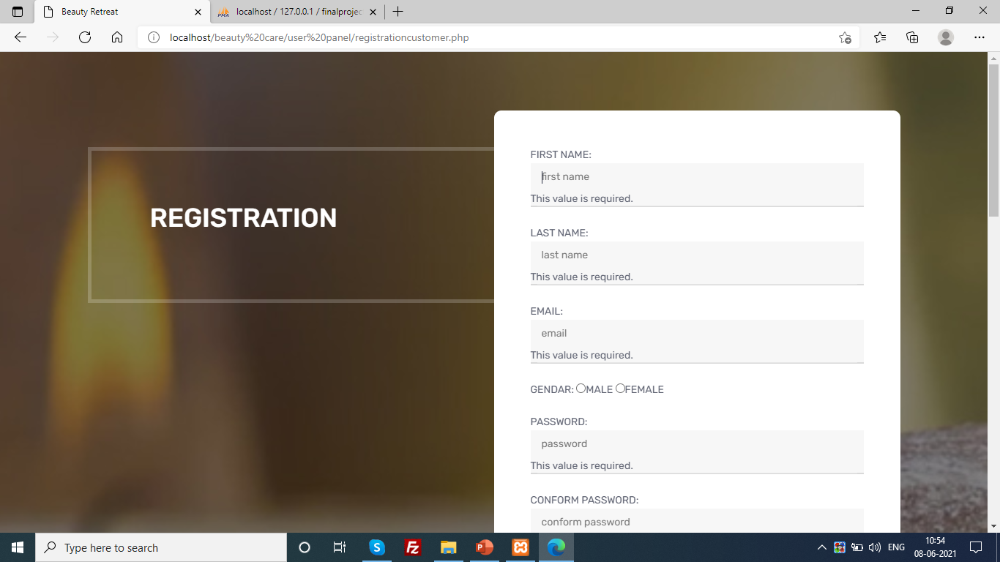 Beauty Retreat
localhost / 127.0.0.1 / finalprojec
localhost/beauty%20care/user%20panel/registrationcustomer.php
REGISTRATION
FIRST NAME:
first name
This value is required.
LAST NAME:
last name
This value is required.
EMAIL:
email
This value is required.
GENDAR: MALE FEMALE
PASSWORD:
password
This value is required.
CONFORM PASSWORD:
conform password
Type here to search
ENG
10:54
08-06-2021